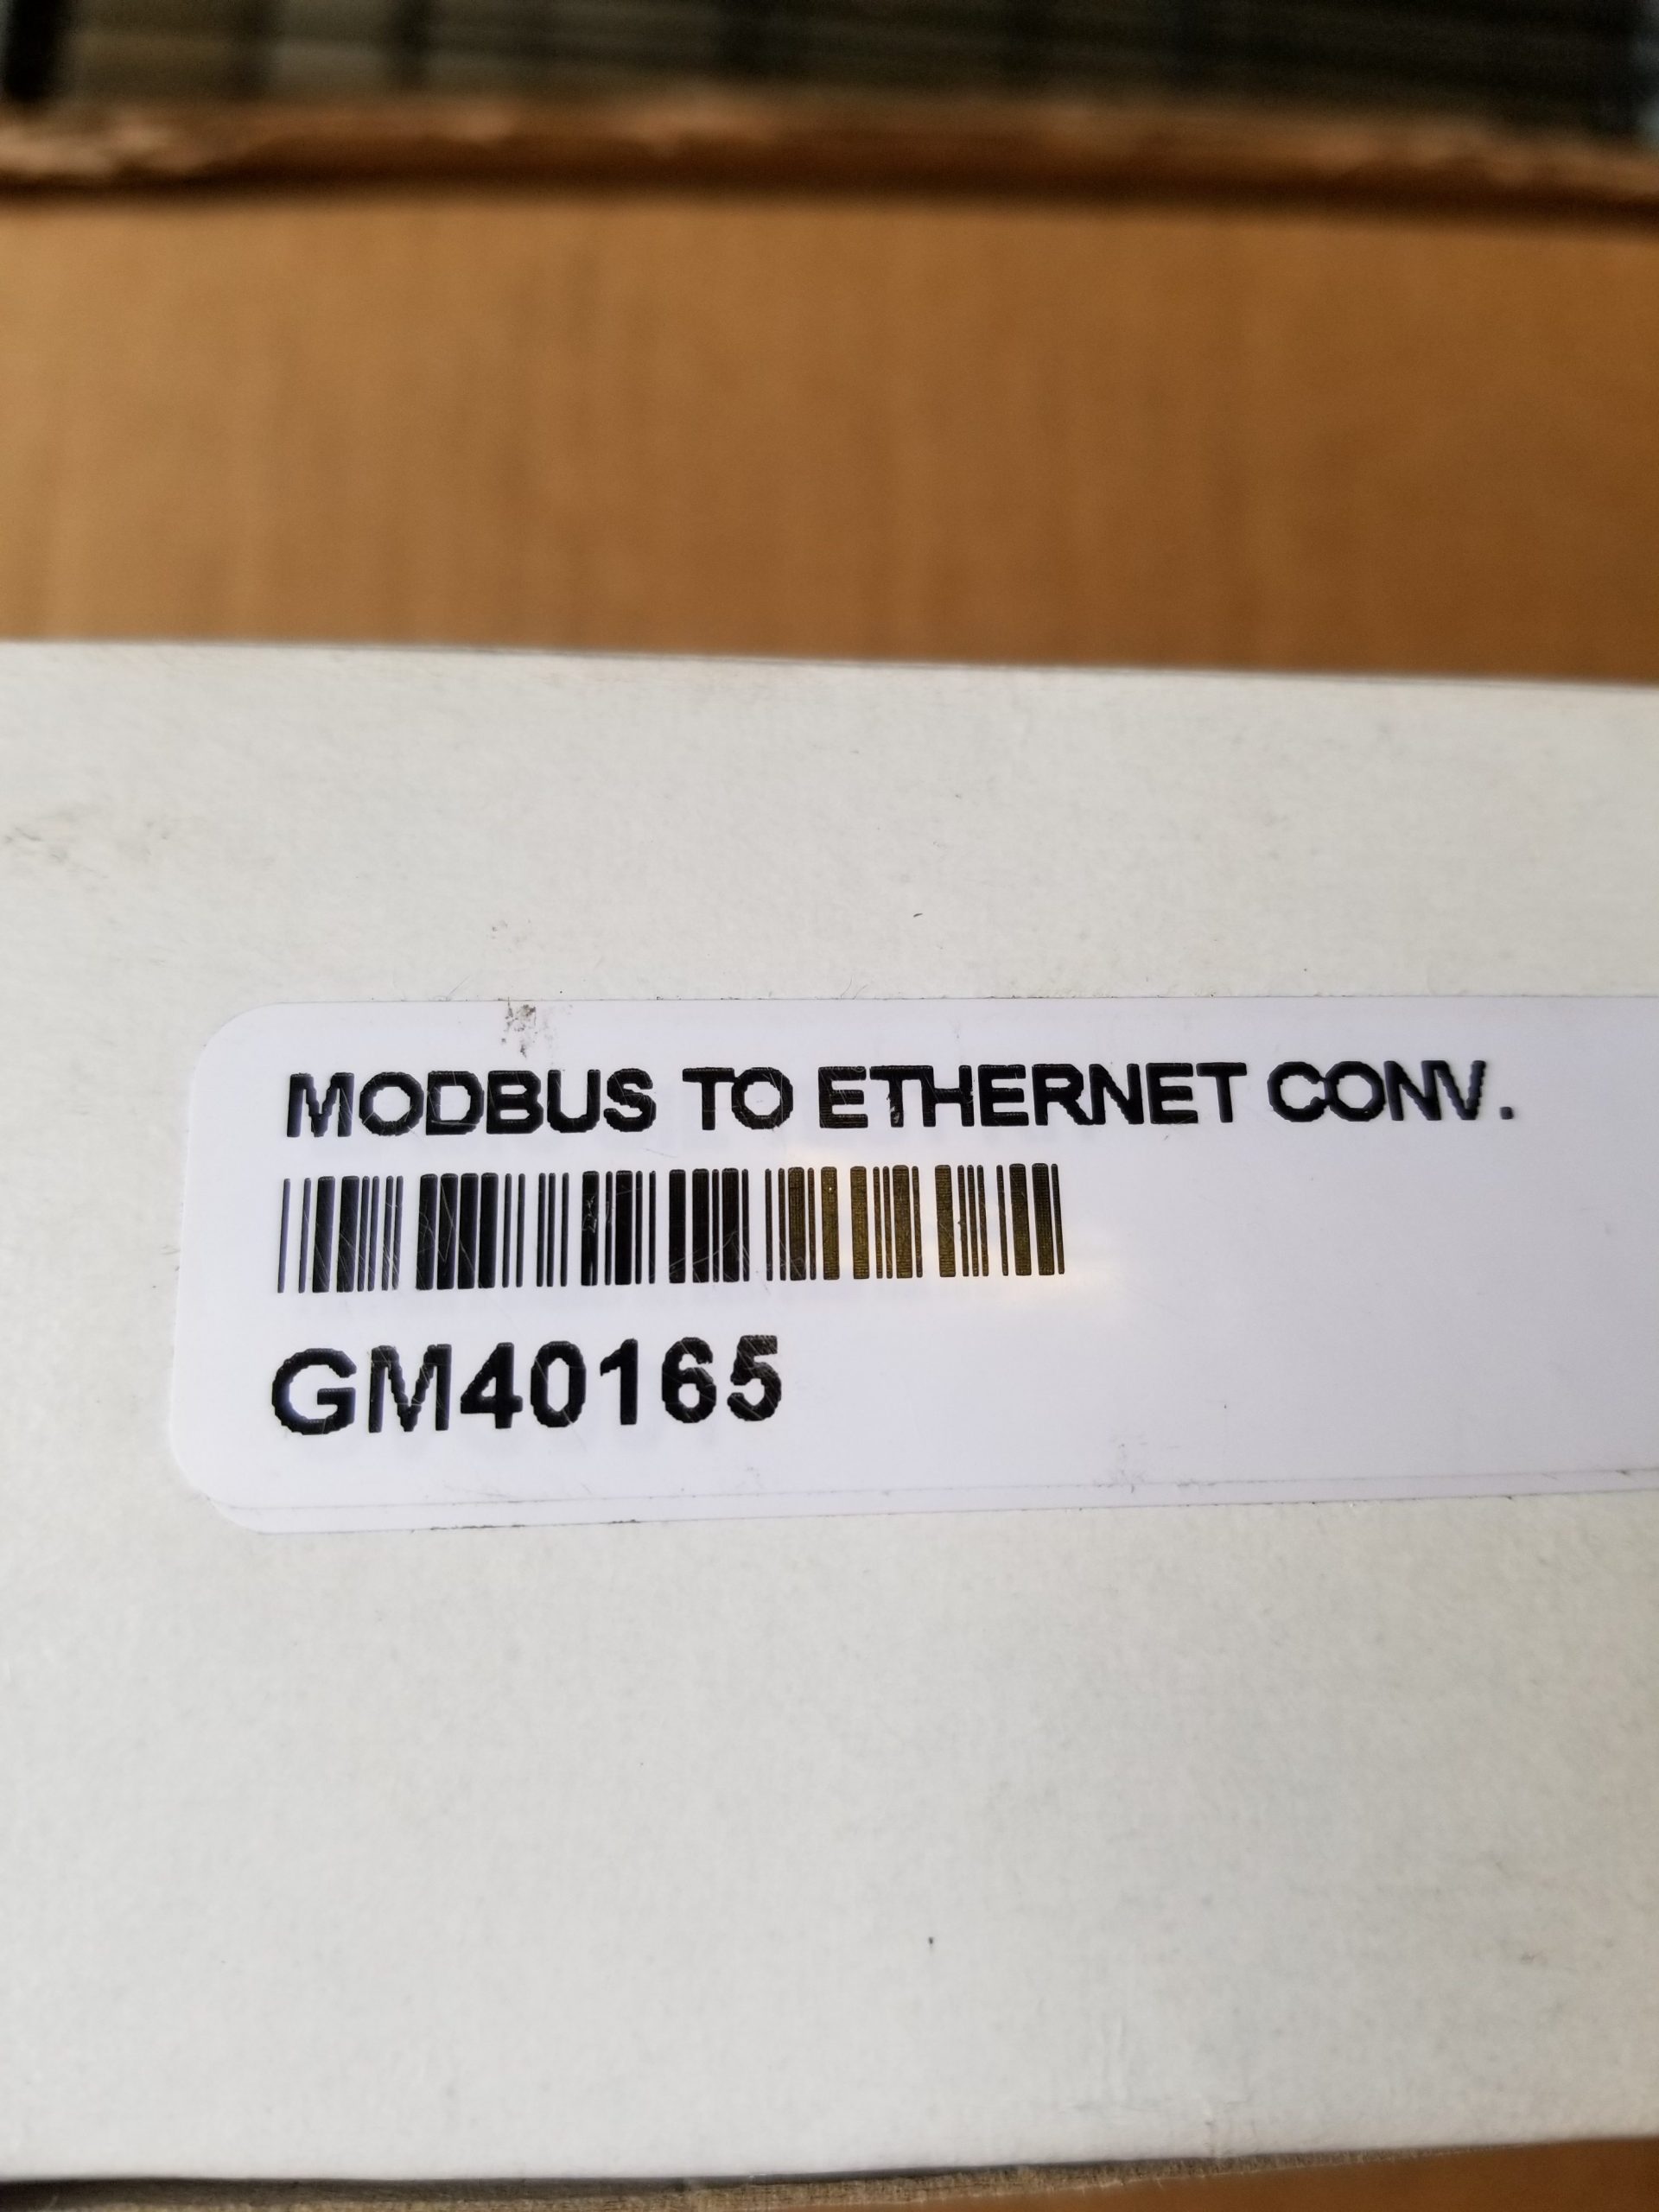 MODBUS TO ETHERNET CONV.
GM40165